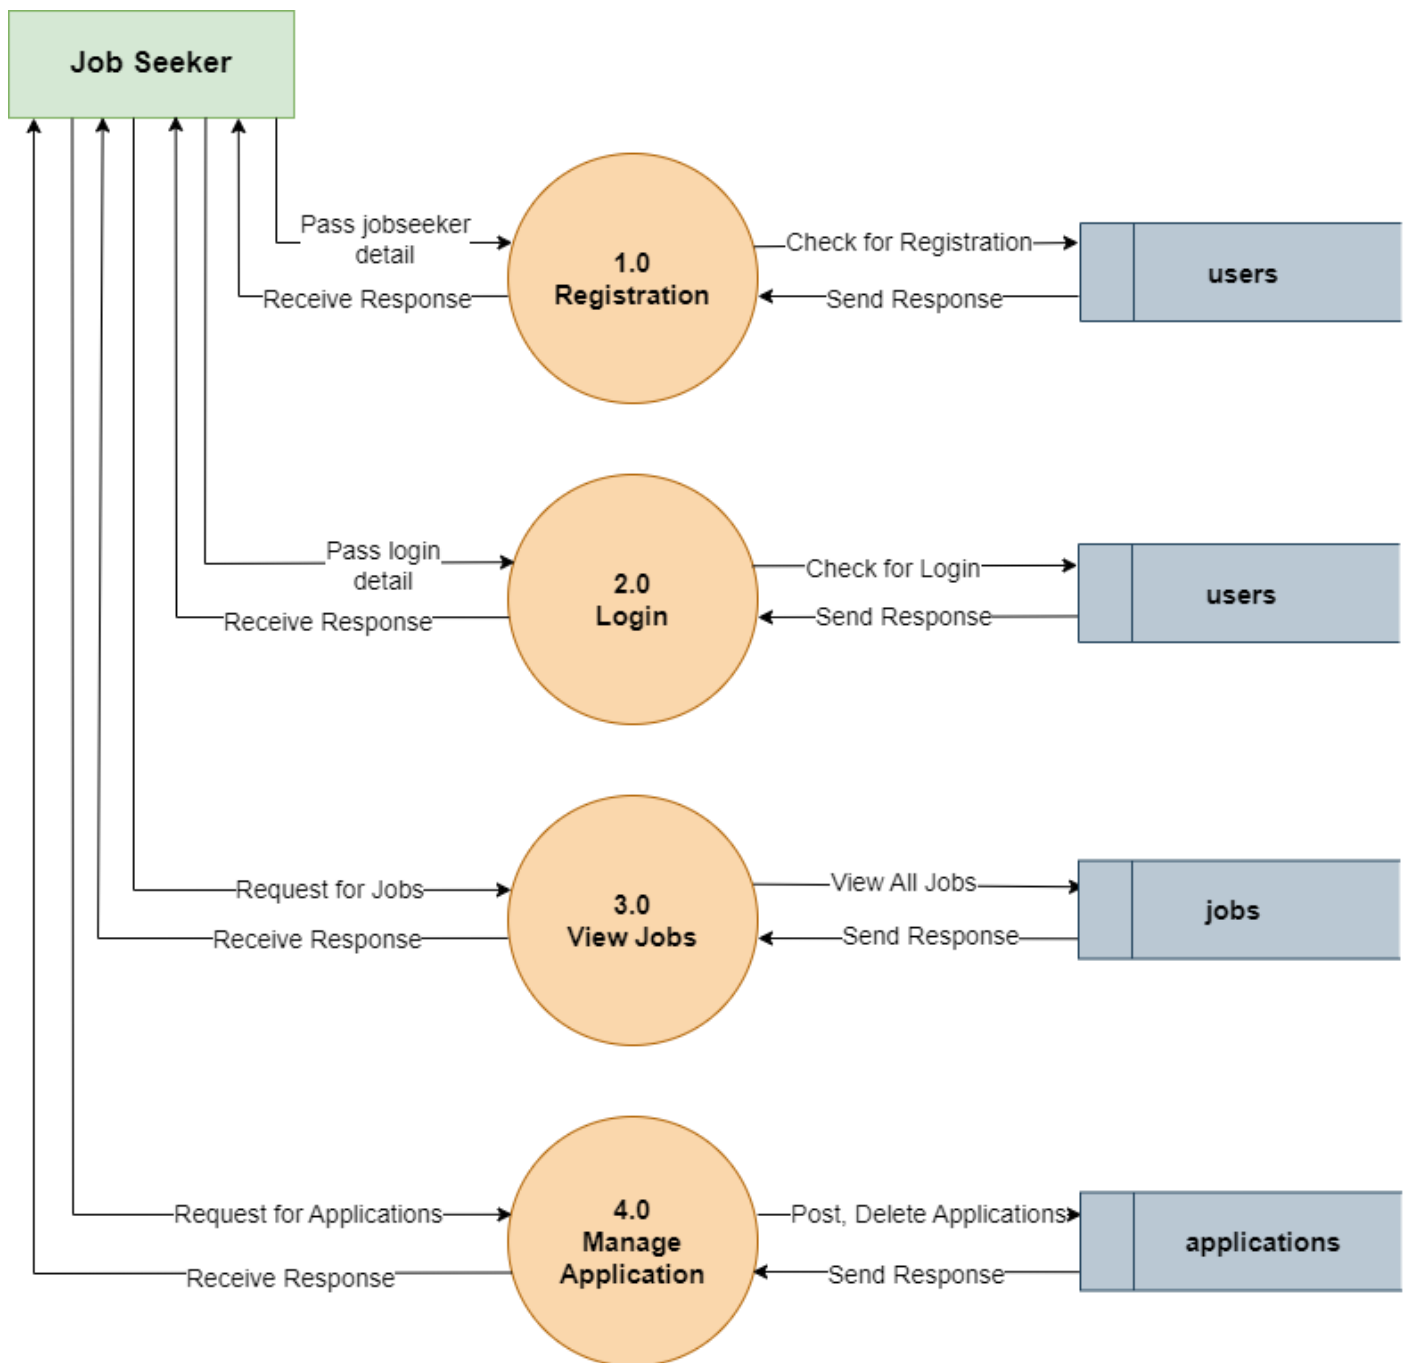 Job Seeker
Pass jobseeker
detail
Receive Response
1.0
Registration
Check for Registration
Send Response
users
Pass login
detail
Receive Response
2.0
Login
Check for Login
Send Response
users
Request for Jobs
Receive Response
3.0
View Jobs
View All Jobs
Send Response
jobs
Request for Applications
Receive Response
4.0
Manage
Application
Post, Delete Applications
Send Response
applications